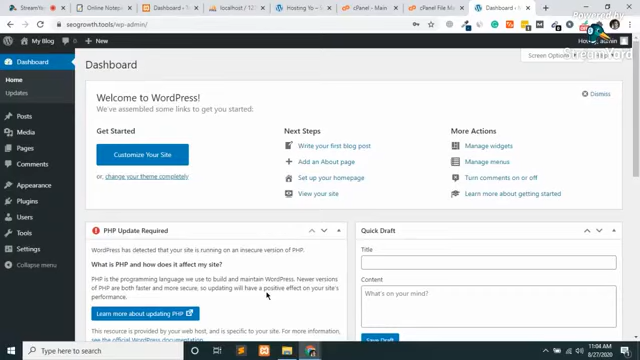 StreamYar
Online Notep
Dashboard - T
localhost / 12
Hosting Yo – b
cPanel - Main
cPanel File M
Dashboard ‹ M
Powered by
seogrowth.tools/wp-admin/
My Blog
0
New
admin
StreamYard
Dashboard
Home
Updates
Posts
Media
Pages
Comments
Appearance
Plugins
Users
Tools
Settings
Collapse menu
Dashboard
Screen Options
Welcome to WordPress!
We've assembled some links to get you started:
Dismiss
Get Started
Customize Your Site
or, change your theme completely
Next Steps
Write your first blog post
Add an About page
Set up your homepage
View your site
More Actions
Manage widgets
Manage menus
Turn comments on or off
Learn more about getting started
PHP Update Required
WordPress has detected that your site is running on an insecure version of PHP.
What is PHP and how does it affect my site?
PHP is the programming language we use to build and maintain WordPress. Newer versions
of PHP are both faster and more secure, so updating will have a positive effect on your site's
performance.
Learn more about updating PHP
This resource is provided by your web host, and is specific to your site. For more information,
see the official WordPress documentation.
Quick Draft
Title
Content
What's on your mind?
Save Draft
Type here to search
11:04 AM
8/27/2020